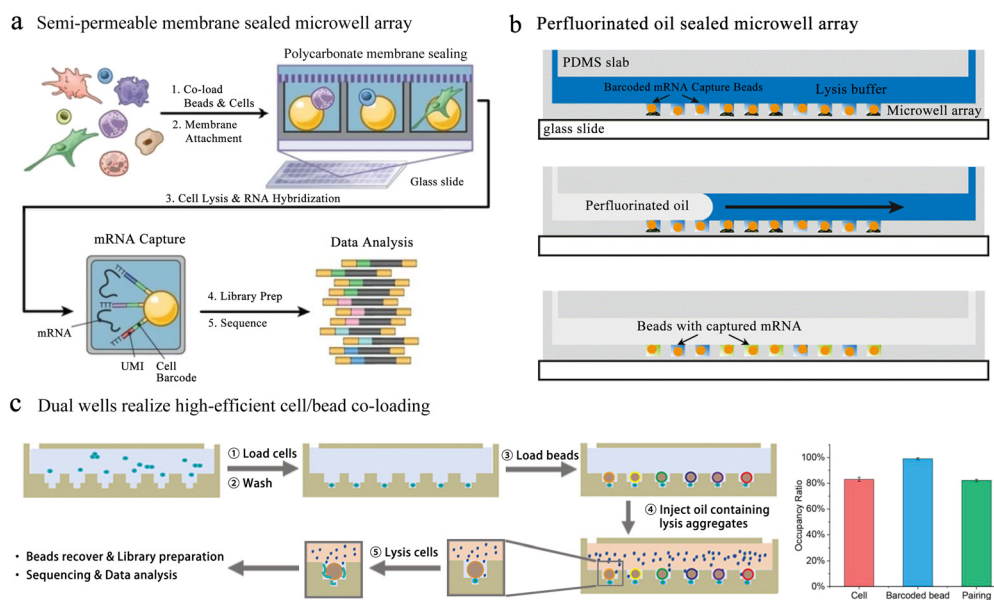 a Semi-permeable membrane sealed microwell array
Polycarbonate membrane sealing
1. Co-load
Beads & Cells
2. Membrane
Attachment
Glass slide
3. Cell Lysis & RNA Hybridization
mRNA Capture
TTT
TTT
TTT
mRNA
UMI
Cell
Barcode
4. Library Prep
5. Sequence
Data Analysis
b Perfluorinated oil sealed microwell array
PDMS slab
Barcoded mRNA Capture Beads
Lysis buffer
Microwell array
glass slide
Perfluorinated oil
Beads with captured mRNA
c Dual wells realize high-efficient cell/bead co-loading
① Load cells
② Wash
③ Load beads
④ Inject oil containing
lysis aggregates
⑤ Lysis cells
• Beads recover & Library preparation
• Sequencing & Data analysis
Occupancy Ratio
100%
80%
60%
40%
20%
0%
Cell
Barcoded bead
Pairing